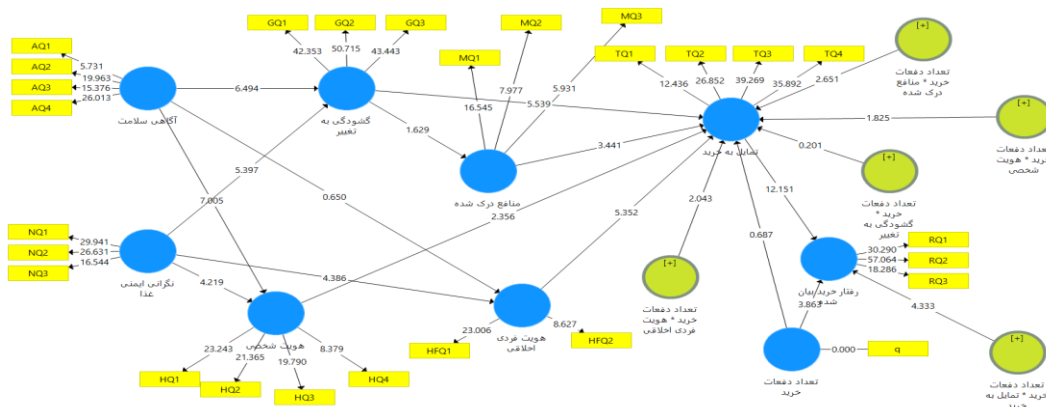 AQ1
AQ2
AQ3
AQ4
5.731
19.963
15.376
26.013
آگاهی سلامت
GQ1
GQ2
GQ3
42.353
50.715
43.443
گشودگی به
تغییر
6.494
MQ1
MQ2
MQ3
16.545
7.977
5.931
منافع درک شده
1.629
5.539
TQ1
TQ2
TQ3
TQ4
12.436
26.852
39.269
35.892
تمایل به خرید
2.651
[+]
تعداد دفعات
خرید * منافع
درک شده
1.825
[+]
تعداد دفعات
خرید * هویت
شخصی
0.201
[+]
تعداد دفعات
خرید *
گشودگی به
تغییر
3.441
5.397
7.005
0.650
2.356
5.352
2.043
0.687
12.151
NQ1
NQ2
NQ3
29.941
26.631
16.544
نگرانی ایمنی
غذا
4.219
4.386
هویت شخصی
23.243
21.365
19.790
8.379
HQ1
HQ2
HQ3
HQ4
هویت فردی
اخلاقی
23.006
8.627
HFQ1
HFQ2
[+]
تعداد دفعات
خرید * هویت
فردی اخلاقی
RQ1
RQ2
RQ3
30.290
57.064
18.286
رفتار خرید بیان
شده
3.863
4.333
تعداد دفعات
خرید
0.000
q
[+]
تعداد دفعات
خرید * تمایل به
خرید